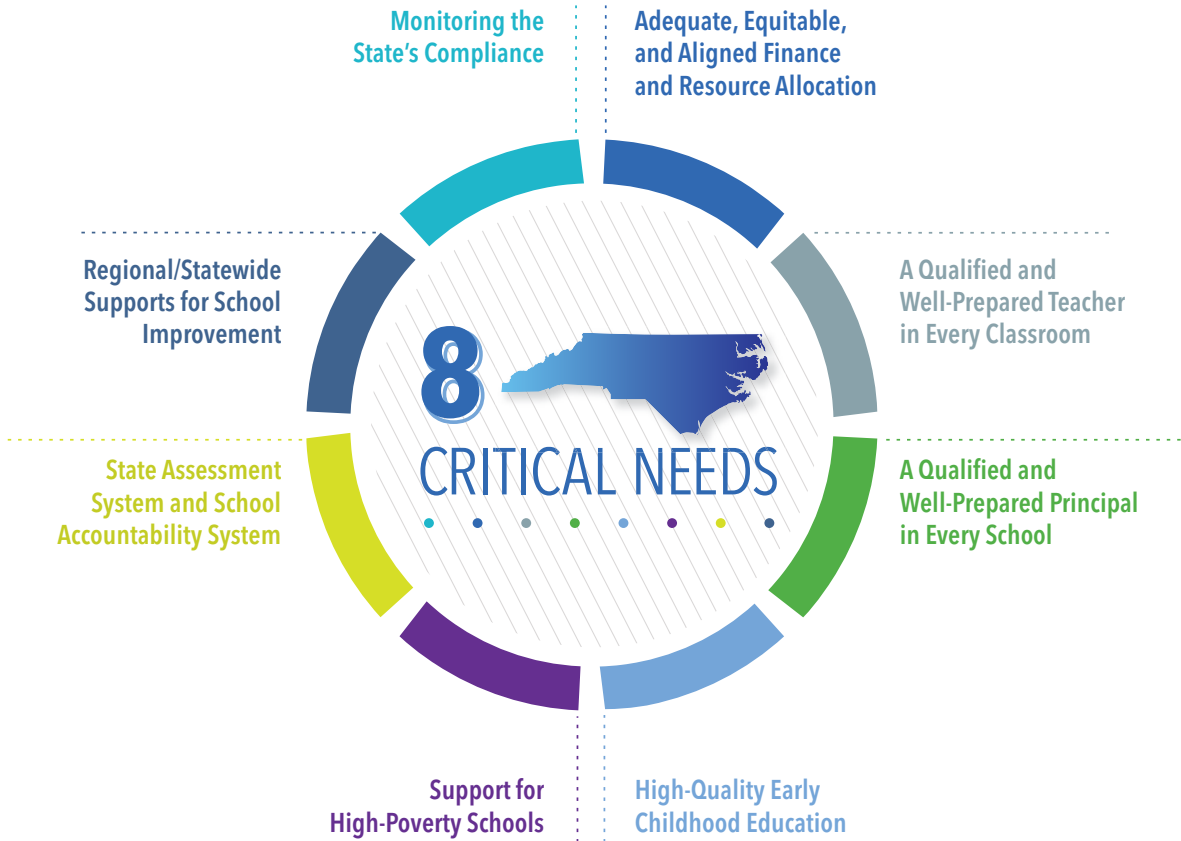 Monitoring the
State's Compliance
Adequate, Equitable,
and Aligned Finance
and Resource Allocation
Regional/Statewide
Supports for School
Improvement
A Qualified and
Well-Prepared Teacher
in Every Classroom
8
CRITICAL NEEDS
State Assessment
System and School
Accountability System
A Qualified and
Well-Prepared Principal
in Every School
Support for
High-Poverty Schools
High-Quality Early
Childhood Education